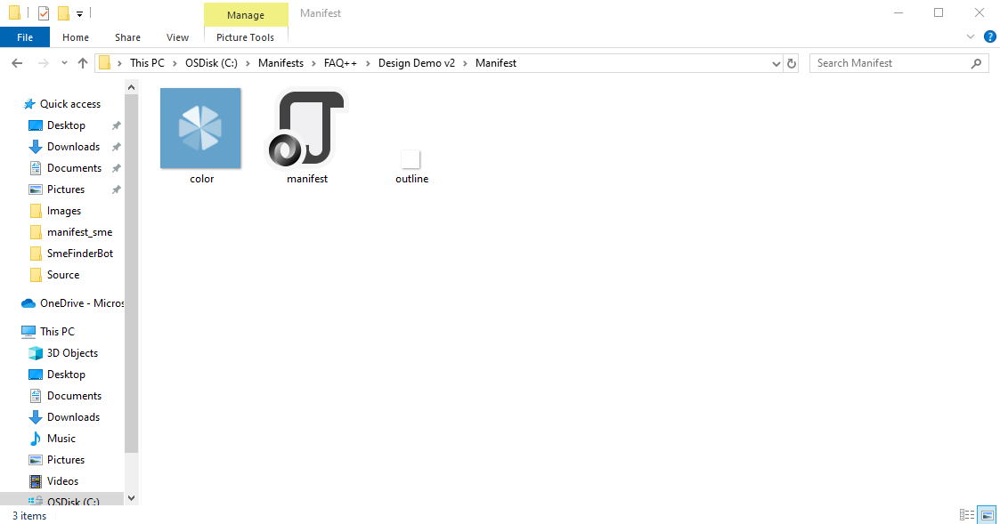 Manage
Manifest
File
Home
Share
View
Picture Tools
?
This PC > OSDisk (C:) > Manifests > FAQ++ > Design Demo v2 > Manifest
Search Manifest
Quick access
Desktop
Downloads
Documents
Pictures
Images
manifest_sme
SmeFinderBot
Source
OneDrive - Micros
This PC
3D Objects
Desktop
Documents
Downloads
Music
Pictures
Videos
OSDisk (C:)
color
manifest
outline
3 items